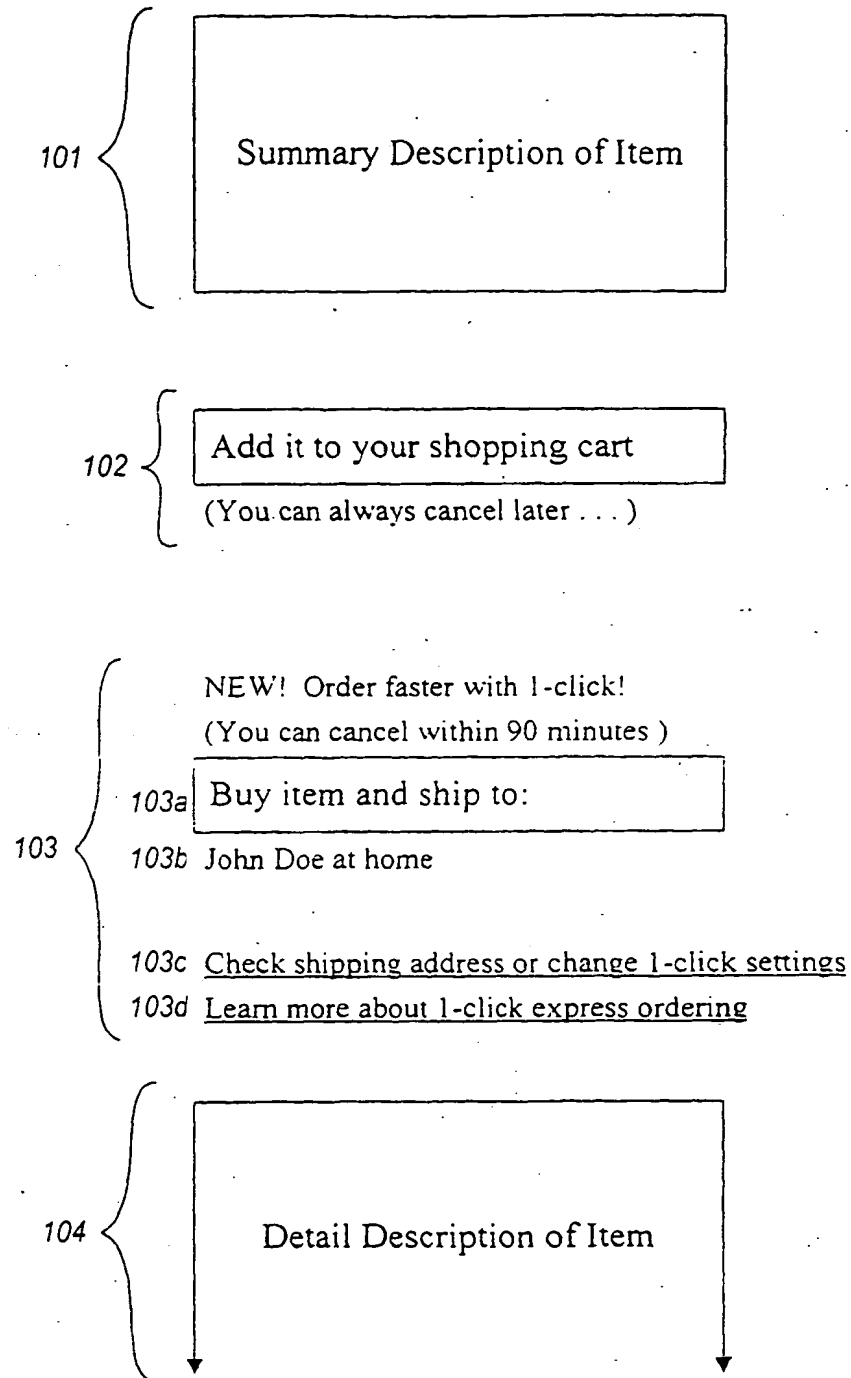 101 Summary Description of Item
102 Add it to your shopping cart
(You can always cancel later . . . )
NEW! Order faster with 1-click!
(You can cancel within 90 minutes )
103a Buy item and ship to:
103
103b John Doe at home
103c Check shipping address or change 1-click settings
103d Learn more about 1-click express ordering
104 Detail Description of Item